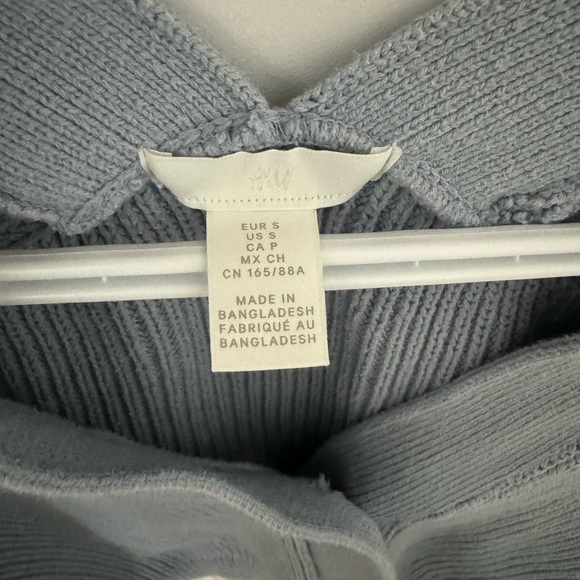 EUR S
US S
CA P
MX CH
CN 165/88A
MADE IN
BANGLADESH
FABRIQUÉ AU
BANGLADESH